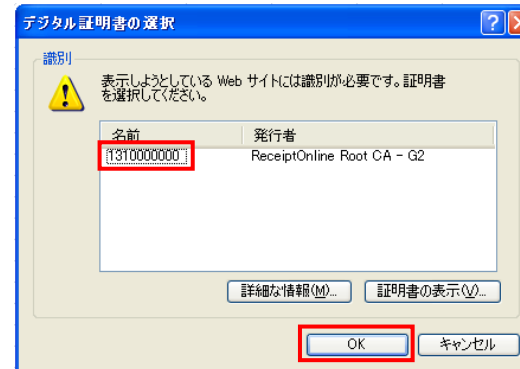 デジタル証明書の選択
識別
表示しようとしている Web サイトには識別が必要です。証明書
を選択してください。
名前 発行者
1310000000 ReceiptOnline Root CA - G2
詳細な情報(M)... 証明書の表示(V)...
OK キャンセル